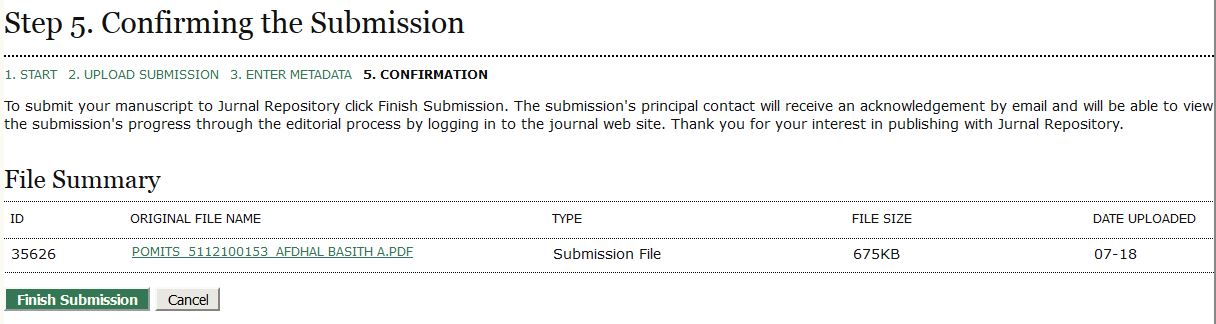 Step 5. Confirming the Submission
1. START 2. UPLOAD SUBMISSION 3. ENTER METADATA 5. CONFIRMATION
To submit your manuscript to Jurnal Repository click Finish Submission. The submission's principal contact will receive an acknowledgement by email and will be able to view
the submission's progress through the editorial process by logging in to the journal web site. Thank you for your interest in publishing with Jurnal Repository.
File Summary
ID ORIGINAL FILE NAME TYPE FILE SIZE DATE UPLOADED
35626 POMITS_5112100153_AFDHAL BASITH A.PDF Submission File 675KB 07-18
Finish Submission Cancel